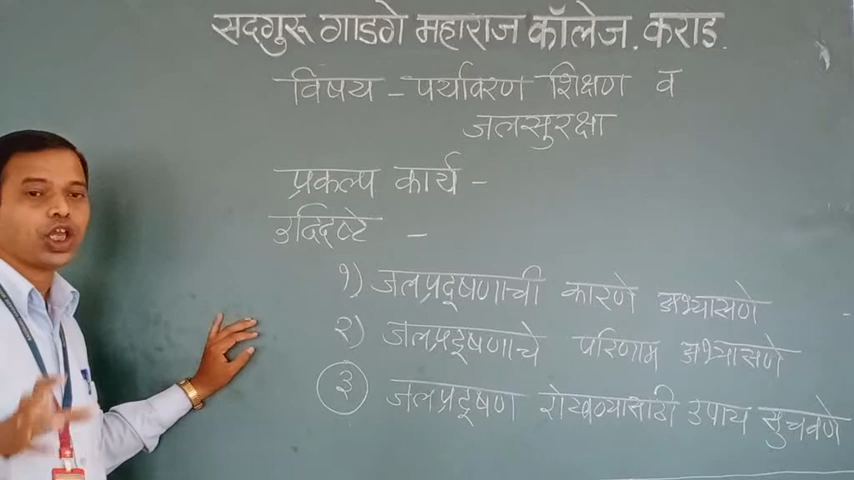 सदगुरू गाडगे महाराज कॉलेज. कराड.
विषय - पर्यावरण शिक्षण व
जलसुरक्षा
प्रकल्प कार्य -
उद्दिष्टे -
१) जलप्रदूषणाची कारणे अभ्यासणे
२) जलप्रदूषणाचे परिणाम अभ्यासणे
३ जलप्रदूषण रोखण्यासाठी उपाय सुचवणे